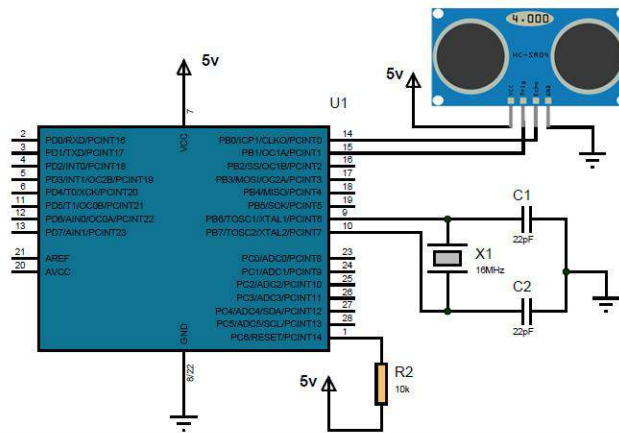 4.000
HC-SR04
VCC Trig Echo GND
5v
5v
7
U1
VCC
2 PD0/RXD/PCINT16
3 PD1/TXD/PCINT17
4 PD2/INT0/PCINT18
5 PD3/INT1/OC2B/PCINT19
6 PD4/T0/XCK/PCINT20
11 PD5/T1/OC0B/PCINT21
12 PD6/AIN0/OC0A/PCINT22
13 PD7/AIN1/PCINT23
21 AREF
20 AVCC
PB0/ICP1/CLKO/PCINT0 14
PB1/OC1A/PCINT1 15
PB2/SS/OC1B/PCINT2 16
PB3/MOSI/OC2A/PCINT3 17
PB4/MISO/PCINT4 18
PB5/SCK/PCINT5 19
PB6/TOSC1/XTAL1/PCINT6 9
PB7/TOSC2/XTAL2/PCINT7 10
PC0/ADC0/PCINT8 23
PC1/ADC1/PCINT9 24
PC2/ADC2/PCINT10 25
PC3/ADC3/PCINT11 26
PC4/ADC4/SDA/PCINT12 27
PC5/ADC5/SCL/PCINT13 28
PC6/RESET/PCINT14 1
GND
8/22
C1
22pF
X1
16MHz
C2
22pF
5v
R2
10k